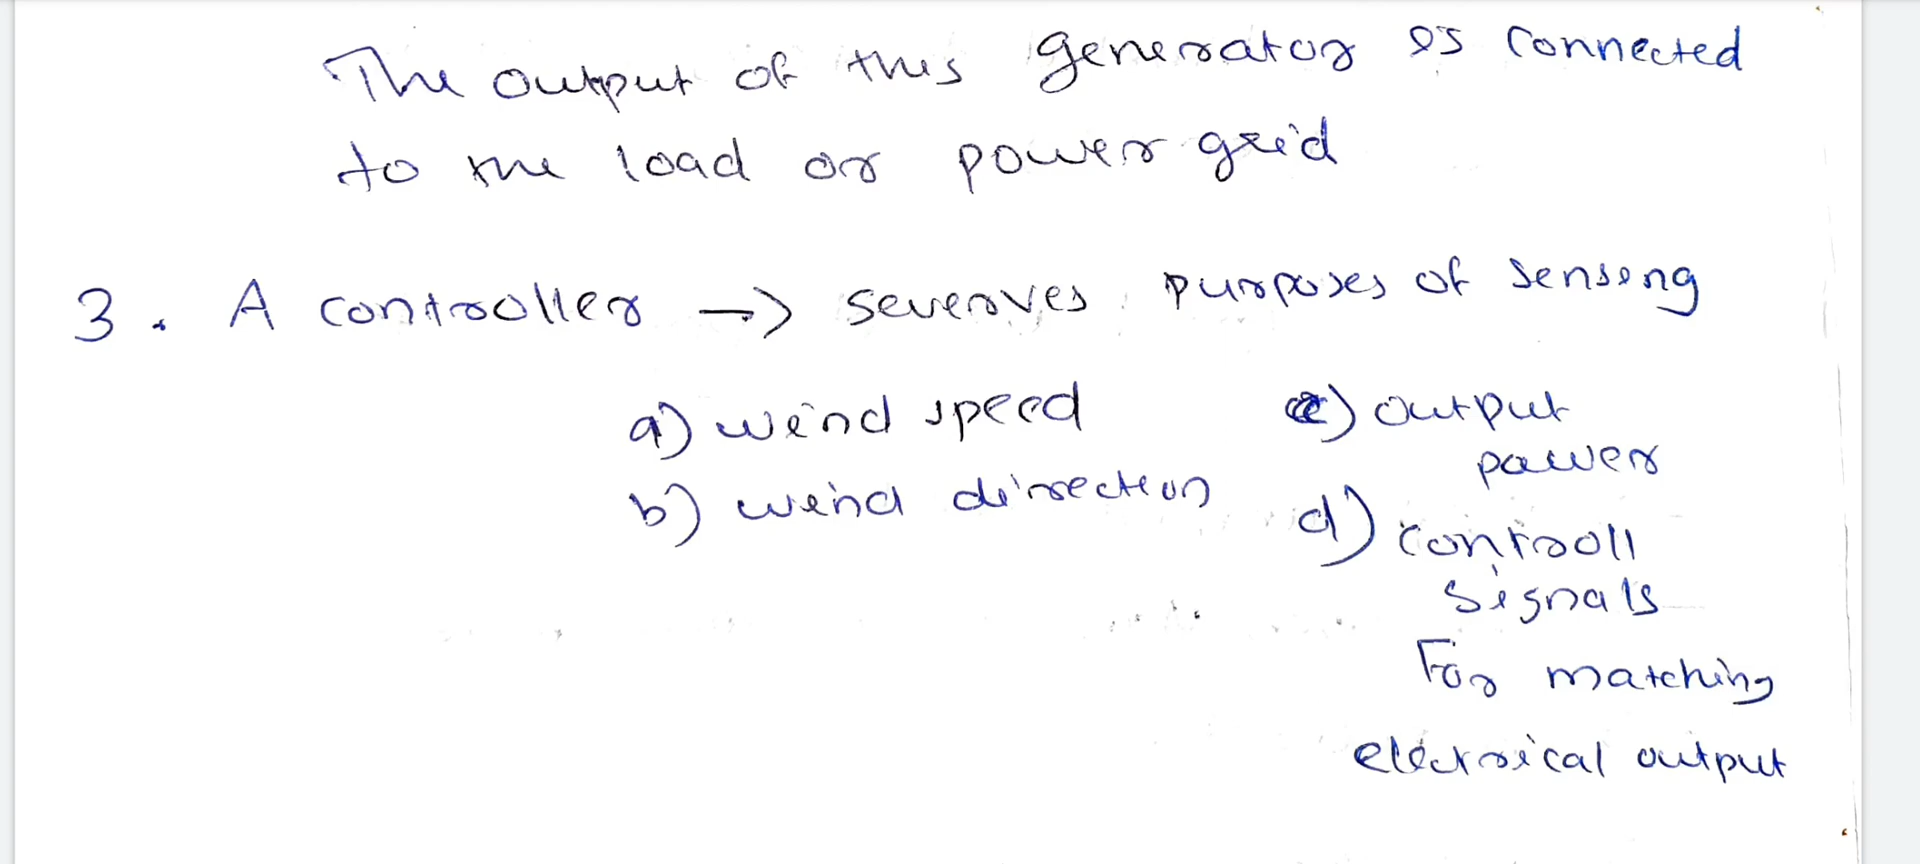 The output of this generator is connected
to the load or power grid
3. A controller → severves purposes of sensing
a) wind speed
b) wind direction
c) output
power
d) controll
signals
For matching
electrical output